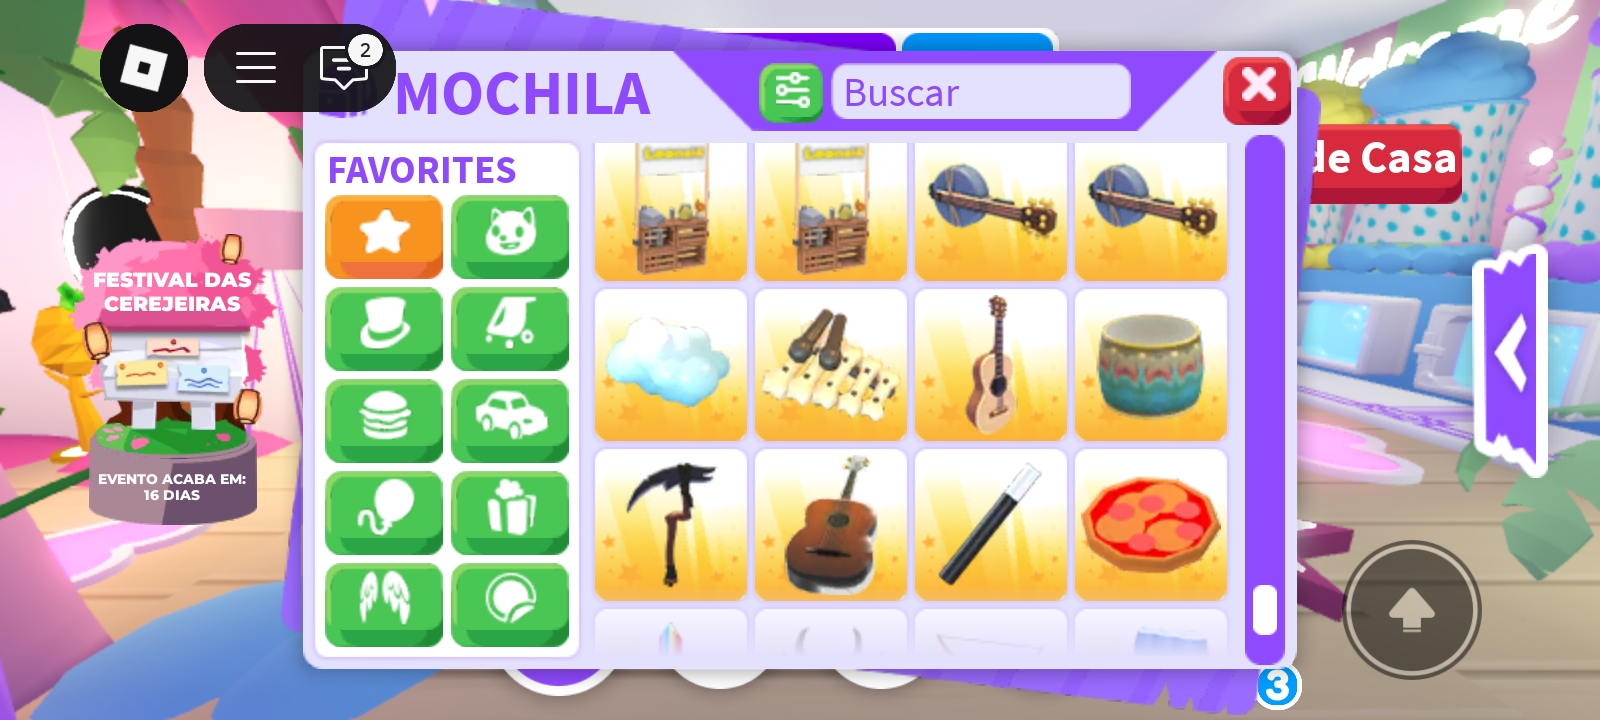 2
MOCHILA
Buscar
FAVORITES
de Casa
FESTIVAL DAS
CEREJEIRAS
EVENTO ACABA EM:
16 DIAS
3